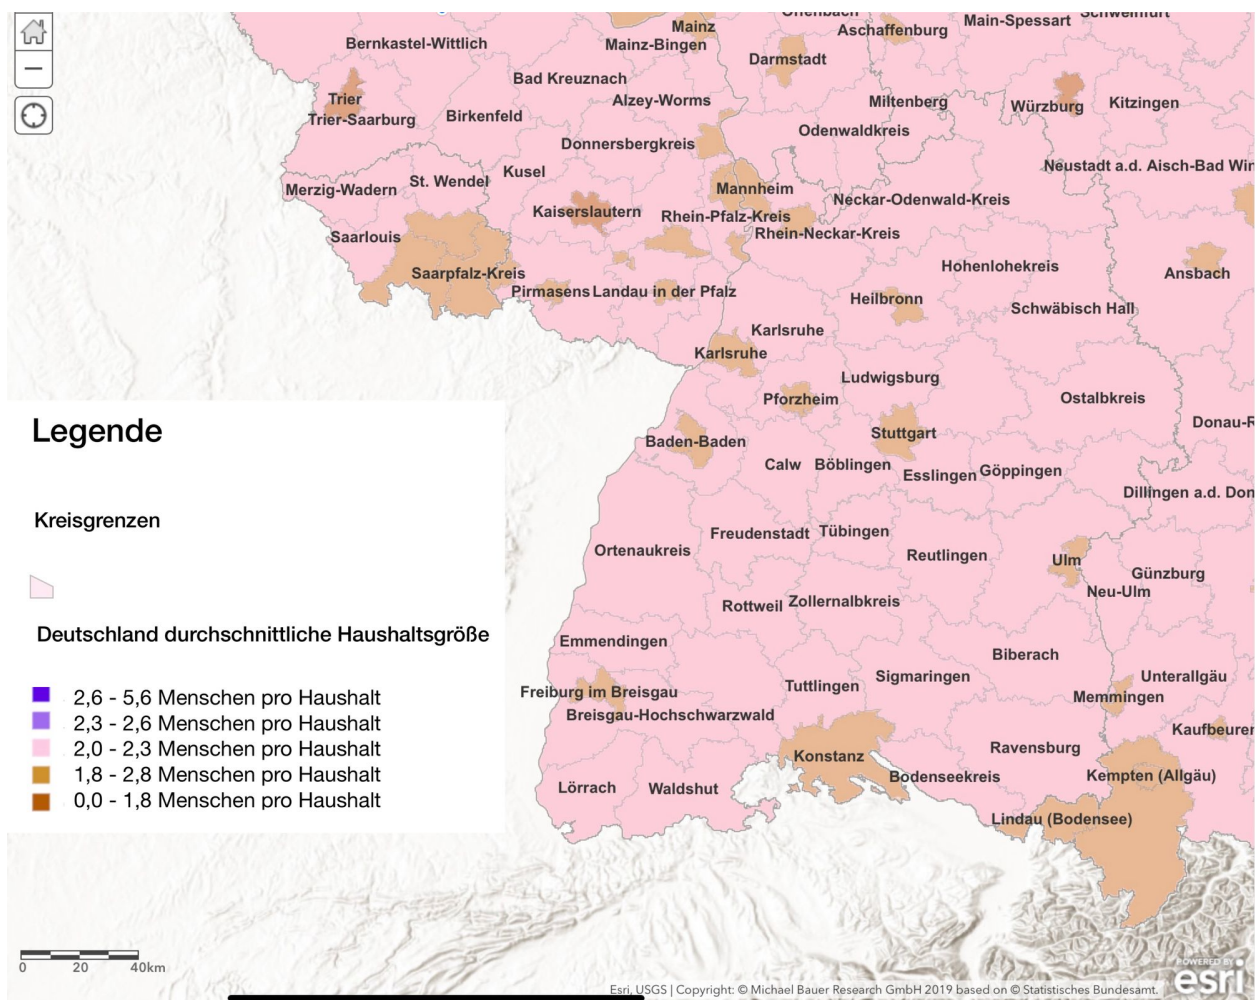 Offenbach
Schweinfurt
Main-Spessart
Mainz
Aschaffenburg
Bernkastel-Wittlich
Mainz-Bingen
Darmstadt
Bad Kreuznach
Trier
Alzey-Worms
Miltenberg
Würzburg
Kitzingen
Trier-Saarburg
Birkenfeld
Odenwaldkreis
Donnersbergkreis
Neustadt a.d. Aisch-Bad Win
Kusel
St. Wendel
Merzig-Wadern
Mannheim
Neckar-Odenwald-Kreis
Kaiserslautern
Rhein-Pfalz-Kreis
Saarlouis
Rhein-Neckar-Kreis
Hohenlohekreis
Saarpfalz-Kreis
Ansbach
Pirmasens
Landau in der Pfalz
Heilbronn
Schwäbisch Hall
Karlsruhe
Karlsruhe
Ludwigsburg
Pforzheim
Ostalbkreis
Donau-R
Stuttgart
Baden-Baden
Calw
Böblingen
Esslingen
Göppingen
Dillingen a.d. Don
Freudenstadt
Tübingen
Ortenaukreis
Reutlingen
Ulm
Günzburg
Neu-Ulm
Rottweil
Zollernalbkreis
Emmendingen
Biberach
Sigmaringen
Unterallgäu
Tuttlingen
Freiburg im Breisgau
Memmingen
Breisgau-Hochschwarzwald
Kaufbeuren
Ravensburg
Konstanz
Bodenseekreis
Kempten (Allgäu)
Lörrach
Waldshut
Lindau (Bodensee)
Legende
Kreisgrenzen
Deutschland durchschnittliche Haushaltsgröße
2,6 - 5,6 Menschen pro Haushalt
2,3 - 2,6 Menschen pro Haushalt
2,0 - 2,3 Menschen pro Haushalt
1,8 - 2,8 Menschen pro Haushalt
0,0 - 1,8 Menschen pro Haushalt
0 20 40km
POWERED BY
esri
Esri, USGS | Copyright: © Michael Bauer Research GmbH 2019 based on © Statistisches Bundesamt.